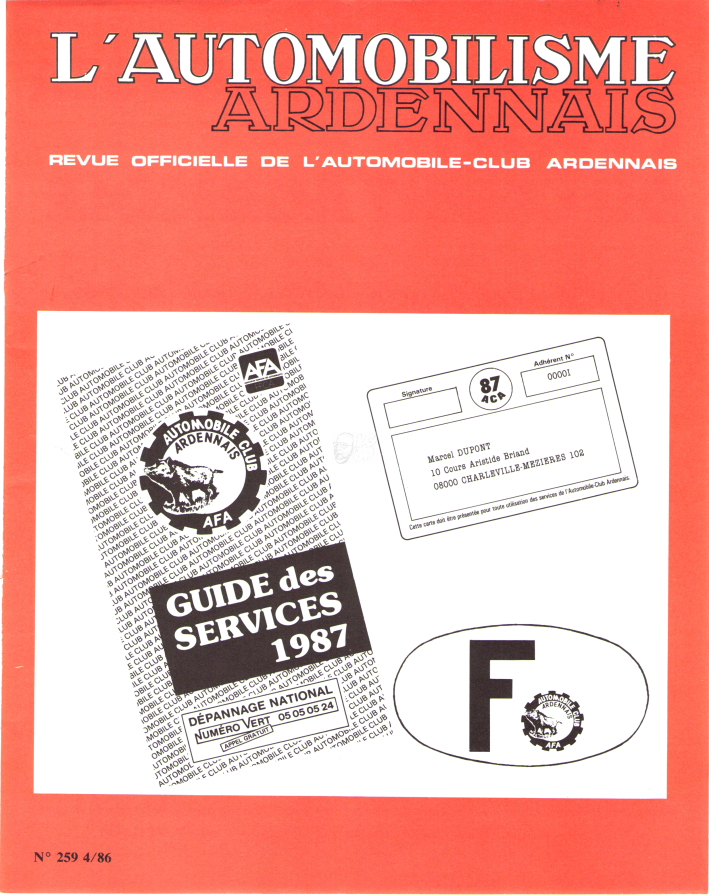 L'AUTOMOBILISME
ARDENNAIS
REVUE OFFICIELLE DE L'AUTOMOBILE-CLUB ARDENNAIS
AFA
AUTOMOBILE CLUB
ARDENNAIS
AFA
GUIDE des
SERVICES
1987
DÉPANNAGE NATIONAL
NUMÉRO VERT 05 05 05 24
APPEL GRATUIT
Signature
87
ACA
Adhérent N°
00001
Marcel DUPONT
10 Cours Aristide Briand
08000 CHARLEVILLE-MEZIERES 102
Cette carte doit être présentée pour toute utilisation des services de l'Automobile-Club Ardennais.
F
AUTOMOBILE CLUB
ARDENNAIS
AFA
N° 259 4/86